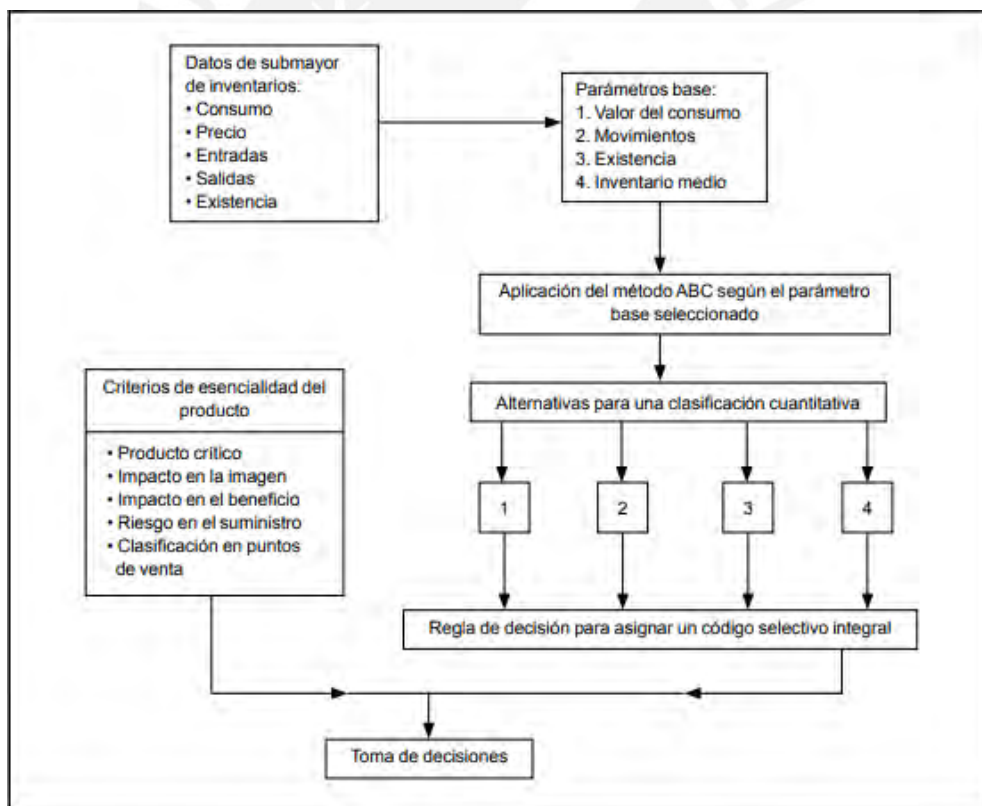 Datos de submayor
de inventarios:
• Consumo
• Precio
• Entradas
• Salidas
• Existencia
Parámetros base:
1. Valor del consumo
2. Movimientos
3. Existencia
4. Inventario medio
Aplicación del método ABC según el parámetro
base seleccionado
Criterios de esencialidad del
producto
• Producto crítico
• Impacto en la imagen
• Impacto en el beneficio
• Riesgo en el suministro
• Clasificación en puntos
de venta
Alternativas para una clasificación cuantitativa
1
2
3
4
Regla de decisión para asignar un código selectivo integral
Toma de decisiones